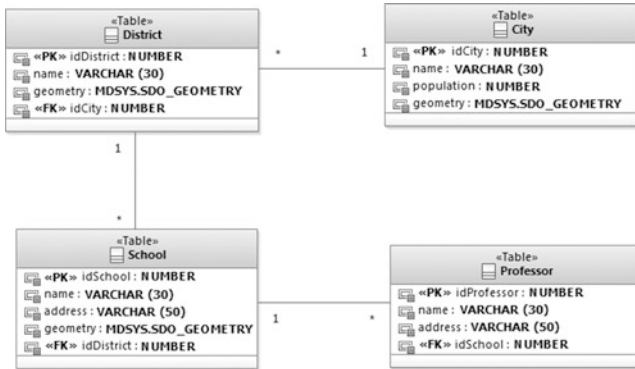 «Table»
District
«PK» idDistrict : NUMBER
name : VARCHAR (30)
geometry : MDSYS.SDO_GEOMETRY
«FK» idCity : NUMBER
*
1
«Table»
City
«PK» idCity : NUMBER
name : VARCHAR (30)
population : NUMBER
geometry : MDSYS.SDO_GEOMETRY
1
*
«Table»
School
«PK» idSchool : NUMBER
name : VARCHAR (30)
address : VARCHAR (50)
geometry : MDSYS.SDO_GEOMETRY
«FK» idDistrict : NUMBER
1
*
«Table»
Professor
«PK» idProfessor : NUMBER
name : VARCHAR (30)
address : VARCHAR (50)
«FK» idSchool : NUMBER